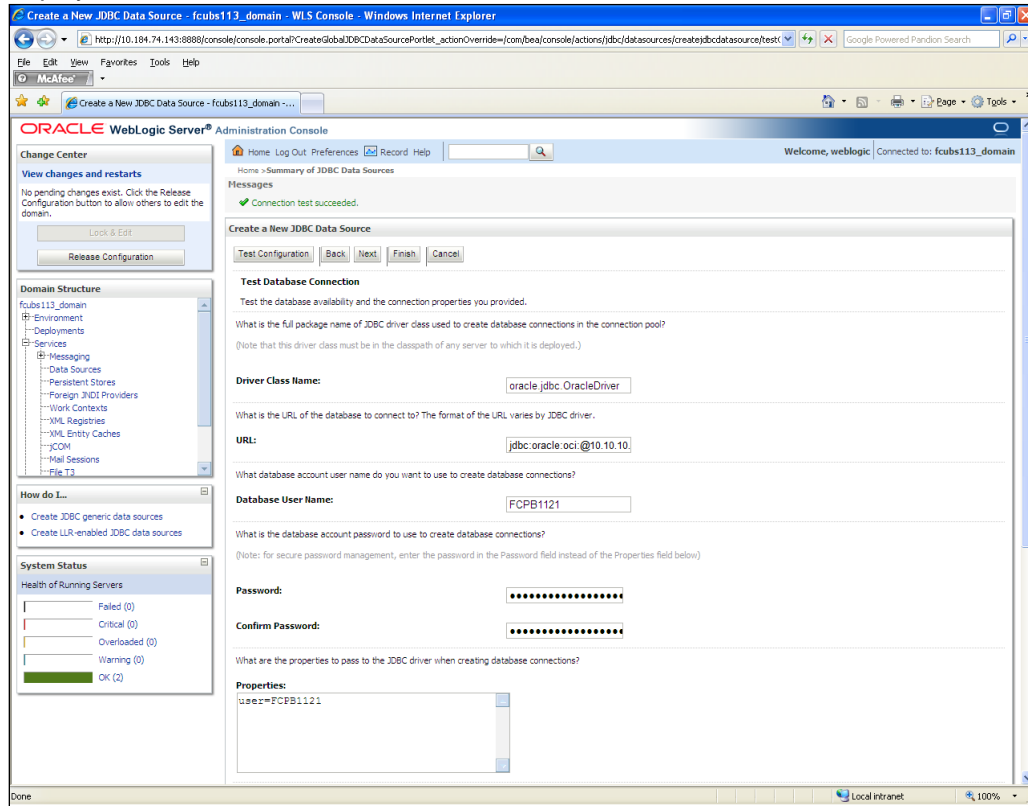 Create a New JDBC Data Source - fcubs113_domain - WLS Console - Windows Internet Explorer
http://10.184.74.143:8888/console/console.portal?CreateGlobalJDBCDataSourcePortlet_actionOverride=/com/bea/console/actions/jdbc/datasources/createjdbcdatasource/test(
Google Powered Pandion Search
File Edit View Favorites Tools Help
McAfee
Create a New JDBC Data Source - fcubs113_domain -...
Page Tools
ORACLE WebLogic Server® Administration Console
Change Center
View changes and restarts
No pending changes exist. Click the Release
Configuration button to allow others to edit the
domain.
Lock & Edit
Release Configuration
Domain Structure
fcubs113_domain
Environment
Deployments
Services
Messaging
Data Sources
Persistent Stores
Foreign JNDI Providers
Work Contexts
XML Registries
XML Entity Caches
jCOM
Mail Sessions
File T3
How do I...
Create JDBC generic data sources
Create LLR-enabled JDBC data sources
System Status
Health of Running Servers
Failed (0)
Critical (0)
Overloaded (0)
Warning (0)
OK (2)
Home Log Out Preferences Record Help
Welcome, weblogic Connected to: fcubs113_domain
Home >Summary of JDBC Data Sources
Messages
Connection test succeeded.
Create a New JDBC Data Source
Test Configuration Back Next Finish Cancel
Test Database Connection
Test the database availability and the connection properties you provided.
What is the full package name of JDBC driver class used to create database connections in the connection pool?
(Note that this driver class must be in the classpath of any server to which it is deployed.)
Driver Class Name: oracle.jdbc.OracleDriver
What is the URL of the database to connect to? The format of the URL varies by JDBC driver.
URL: jdbc:oracle:oci:@10.10.10.
What database account user name do you want to use to create database connections?
Database User Name: FCPB1121
What is the database account password to use to create database connections?
(Note: for secure password management, enter the password in the Password field instead of the Properties field below)
Password: ••••••••••••••••••
Confirm Password: ••••••••••••••••••
What are the properties to pass to the JDBC driver when creating database connections?
Properties:
user=FCPB1121
Done
Local intranet
100%